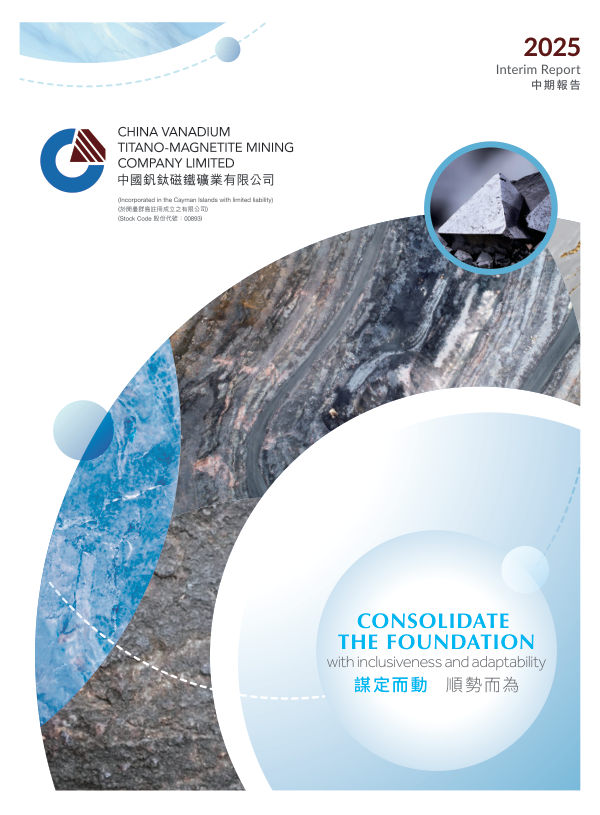 2025
Interim Report
中期報告
CHINA VANADIUM
TITANO-MAGNETITE MINING
COMPANY LIMITED
中國釩鈦磁鐵礦業有限公司
(Incorporated in the Cayman Islands with limited liability)
(於開曼群島註冊成立之有限公司)
(Stock Code 股份代號：00893)
CONSOLIDATE
THE FOUNDATION
with inclusiveness and adaptability
謀定而動 順勢而為